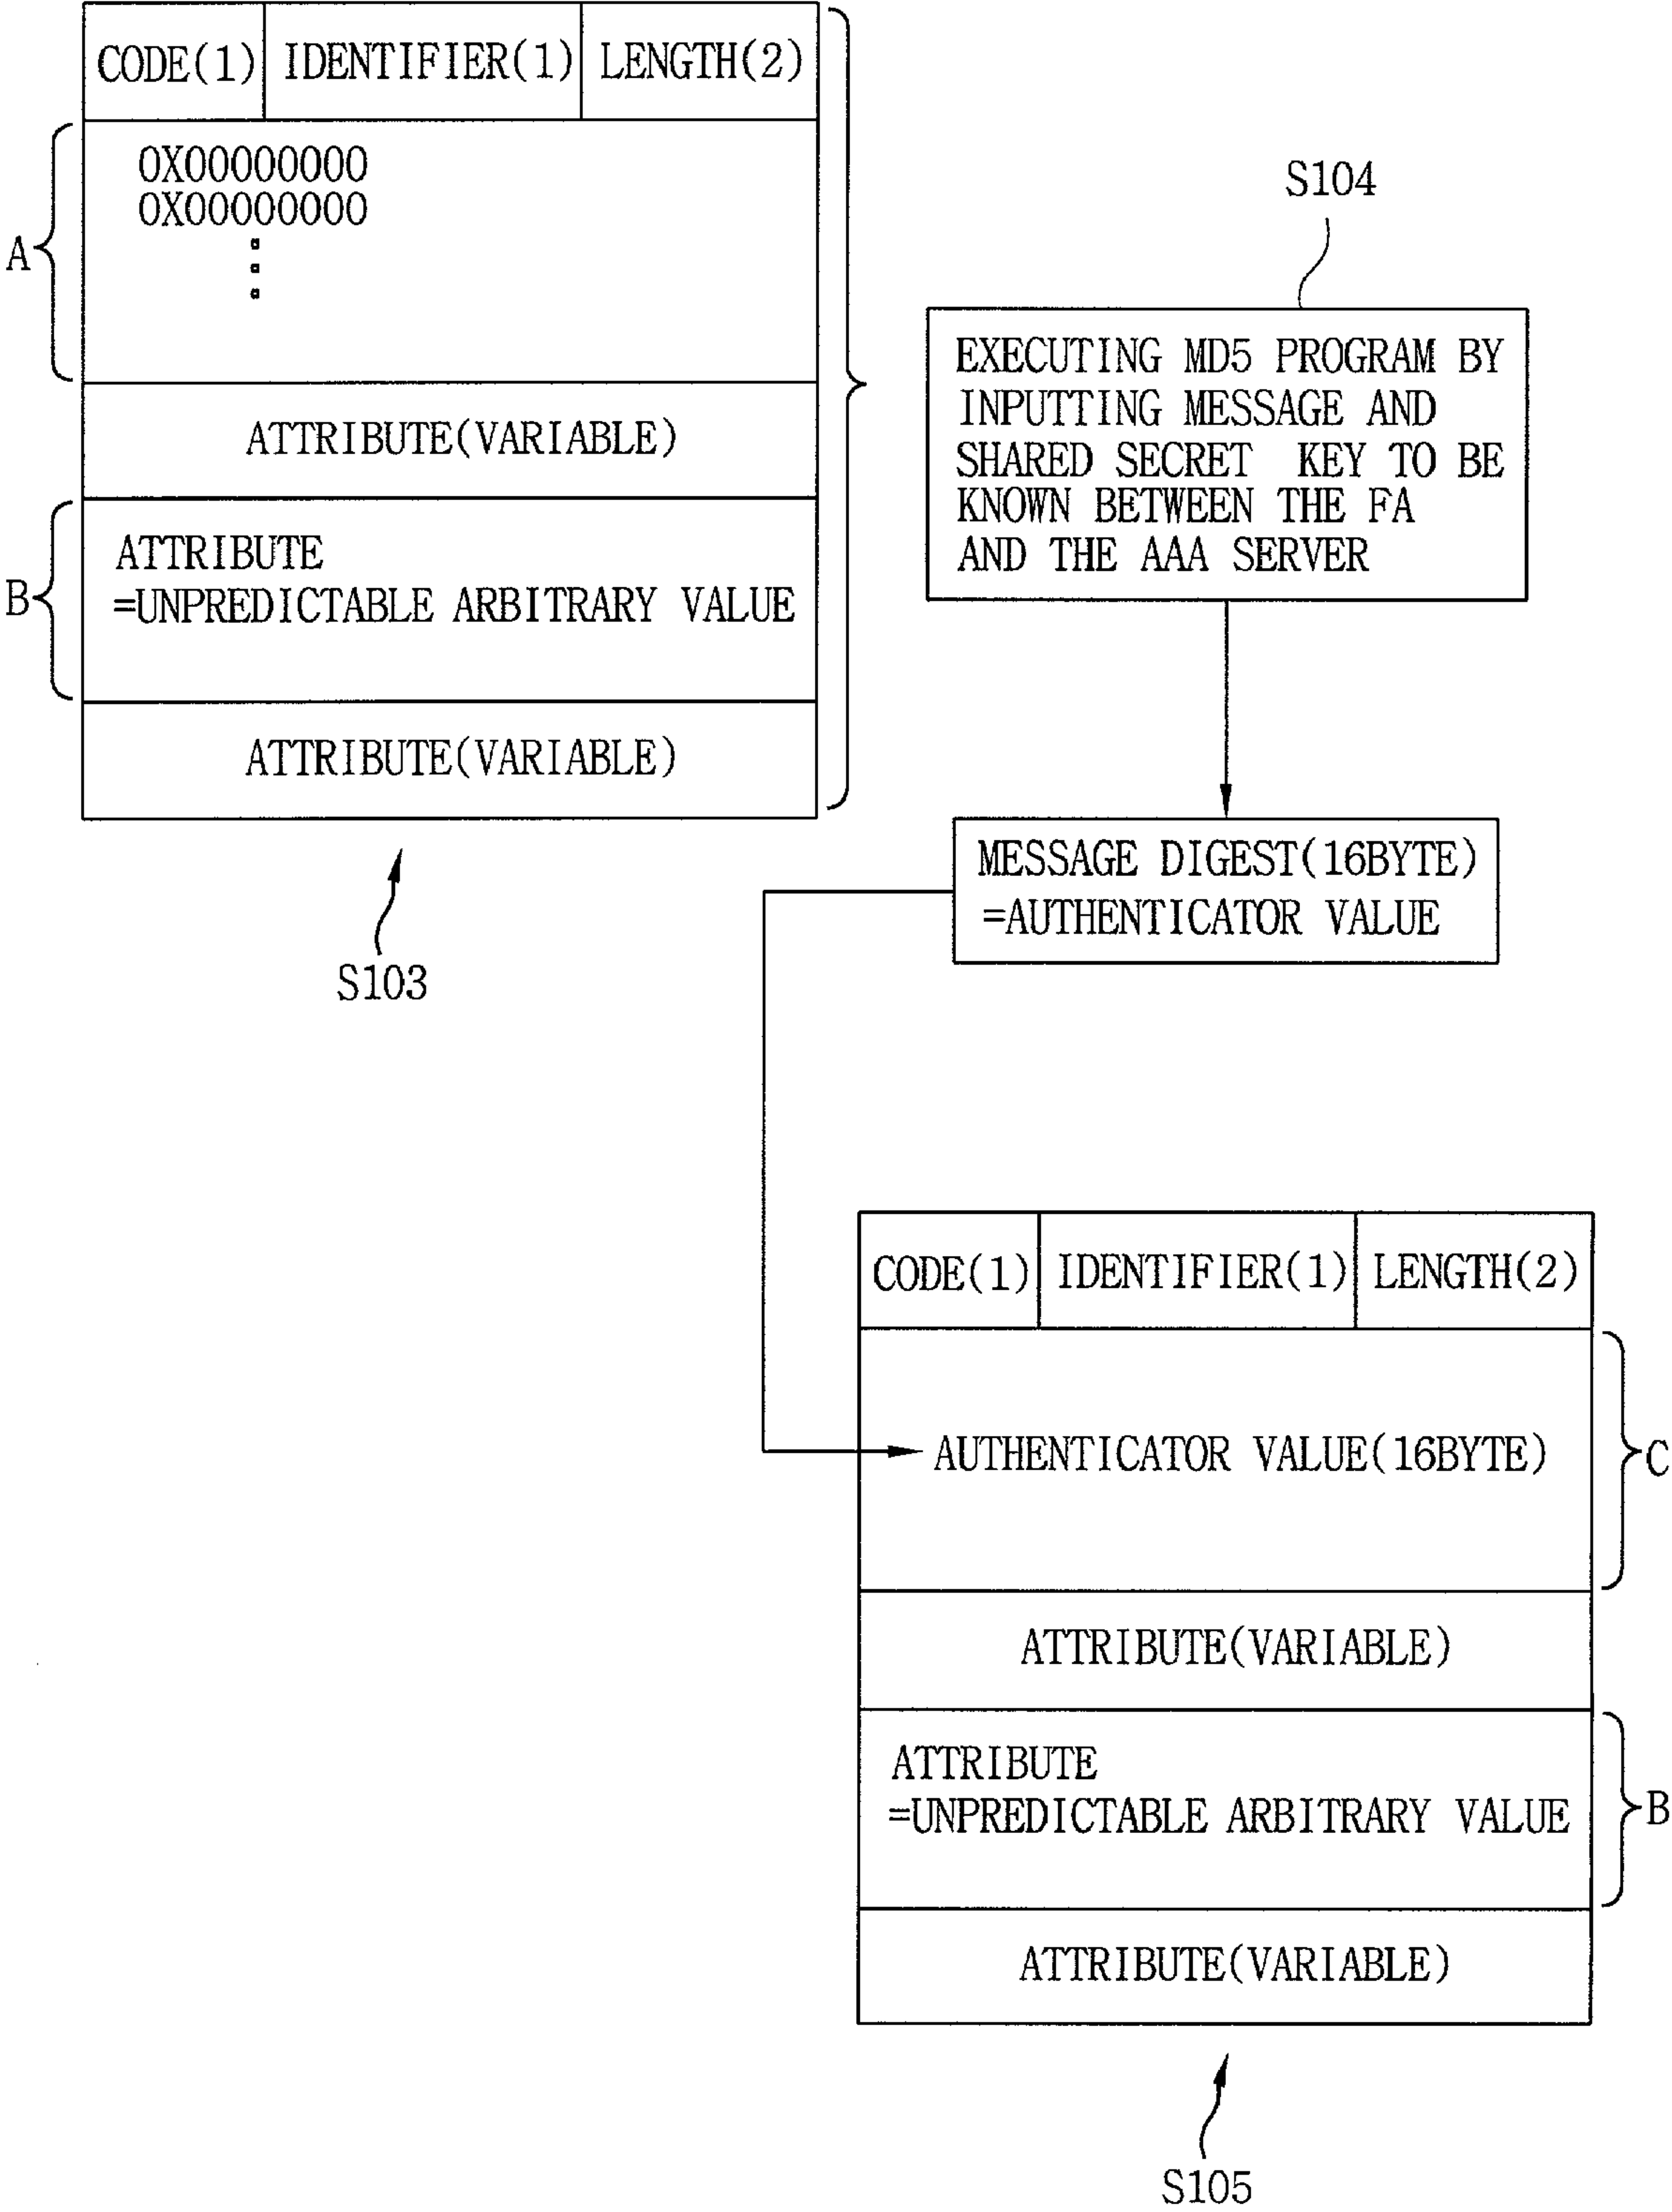 CODE(1) IDENTIFIER(1) LENGTH(2)
0X00000000
0X00000000
A
ATTRIBUTE(VARIABLE)
B
ATTRIBUTE
=UNPREDICTABLE ARBITRARY VALUE
ATTRIBUTE(VARIABLE)
S103
S104
EXECUTING MD5 PROGRAM BY
INPUTTING MESSAGE AND
SHARED SECRET KEY TO BE
KNOWN BETWEEN THE FA
AND THE AAA SERVER
MESSAGE DIGEST(16BYTE)
=AUTHENTICATOR VALUE
CODE(1) IDENTIFIER(1) LENGTH(2)
AUTHENTICATOR VALUE(16BYTE)
C
ATTRIBUTE(VARIABLE)
ATTRIBUTE
=UNPREDICTABLE ARBITRARY VALUE
B
ATTRIBUTE(VARIABLE)
S105